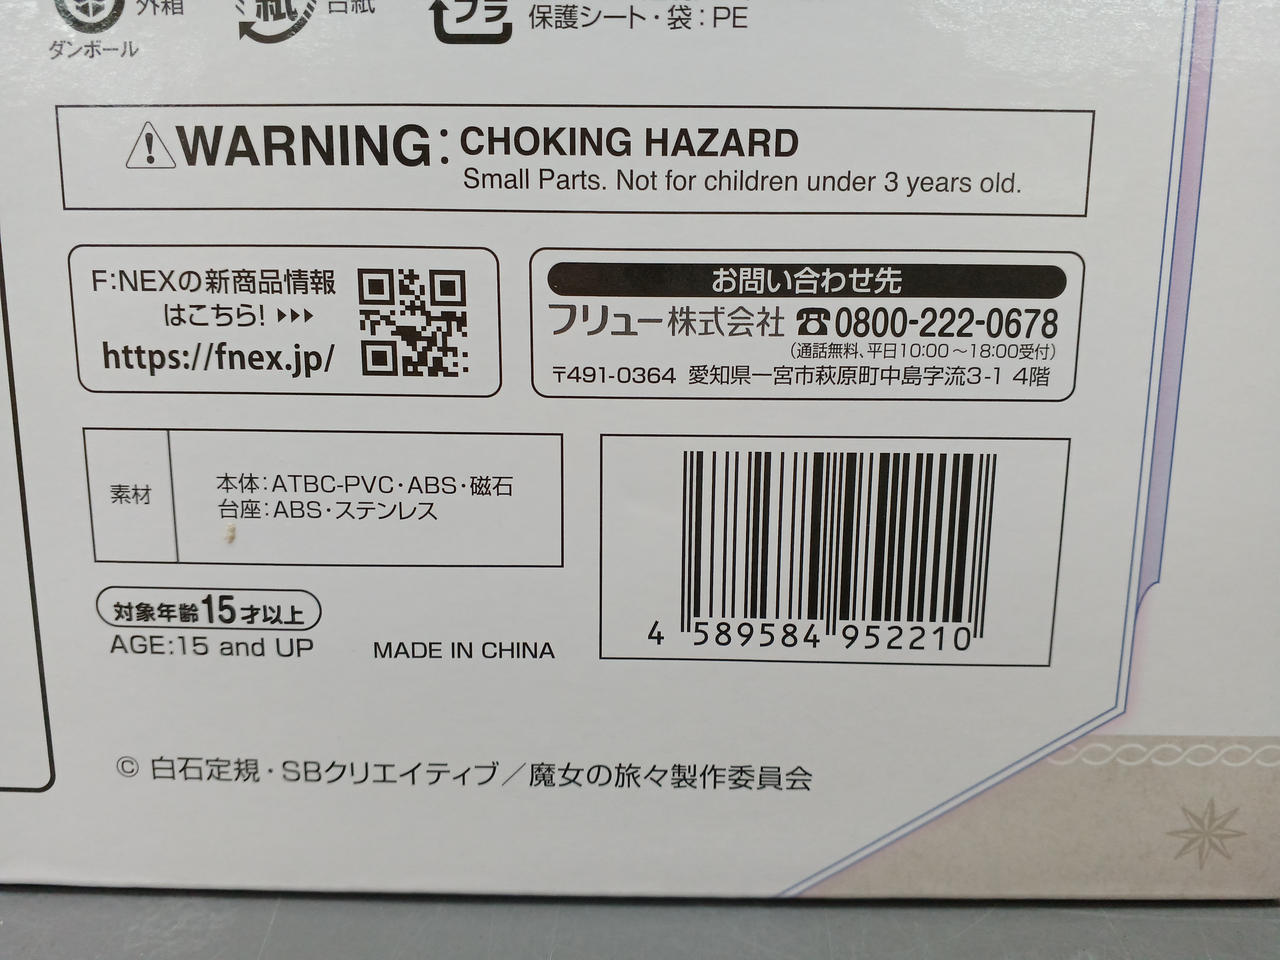 外箱
ダンボール
紙
台紙
プラ
保護シート・袋：PE
WARNING:
CHOKING HAZARD
Small Parts. Not for children under 3 years old.
F:NEXの新商品情報
はこちら!
https://fnex.jp/
お問い合わせ先
フリュー株式会社 ☎0800-222-0678
（通話無料、平日10:00～18:00受付）
〒491-0364 愛知県一宮市萩原町中島字流3-1 4階
素材
本体：ATBC-PVC・ABS・磁石
台座：ABS・ステンレス
4 589584 952210
対象年齢15才以上
AGE:15 and UP
MADE IN CHINA
© 白石定規・SBクリエイティブ／魔女の旅々製作委員会